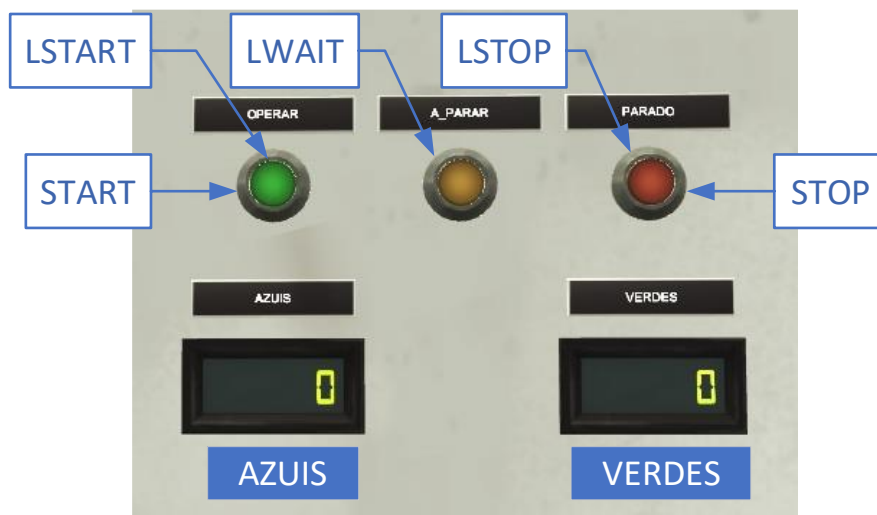 LSTART
LWAIT
LSTOP
OPERAR
A_PARAR
PARADO
START
STOP
AZUIS
VERDES
0
0
AZUIS
VERDES